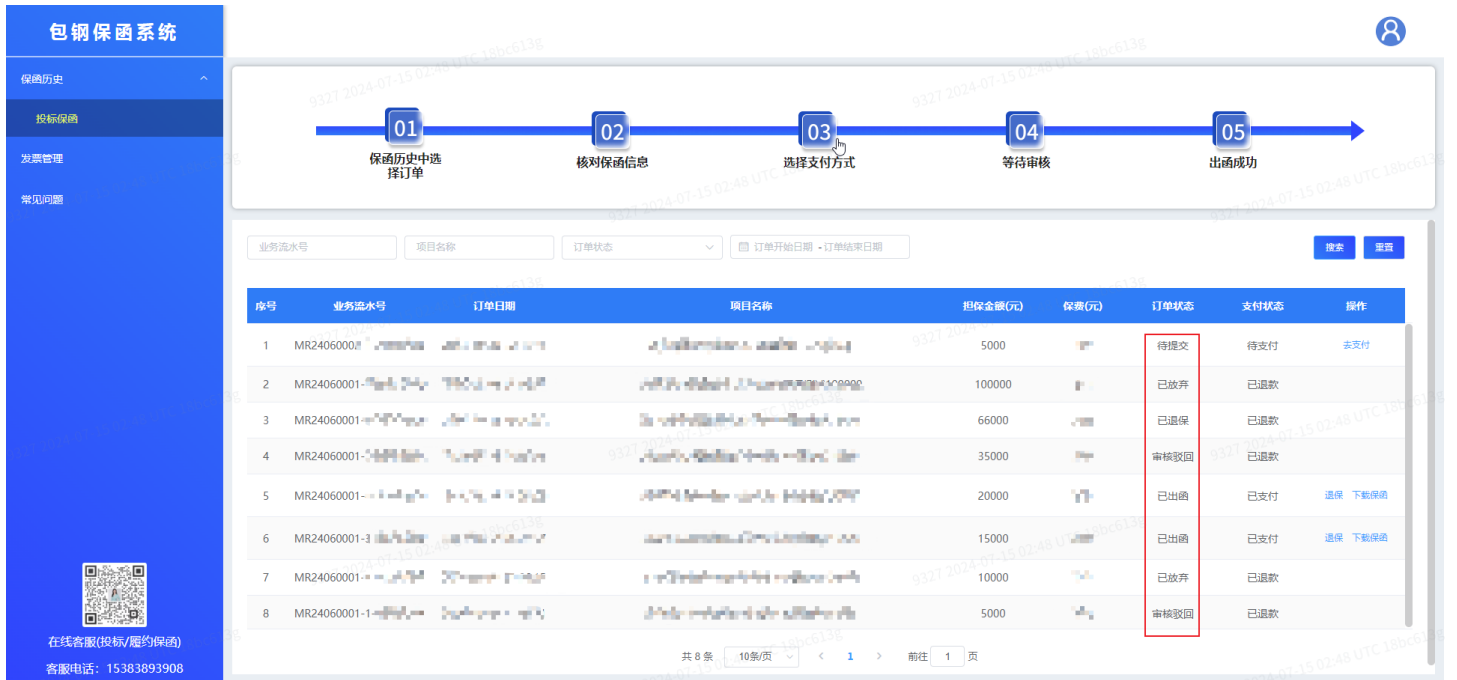 包钢保函系统
保函历史
投标保函
发票管理
常见问题
在线客服(投标/履约保函)
客服电话：15383893908
01 02 03 04 05
保函历史中选择订单 核对保函信息 选择支付方式 等待审核 出函成功
业务流水号 项目名称 订单状态 订单开始日期 - 订单结束日期 搜索 重置
序号 业务流水号 订单日期 项目名称 担保金额(元) 保费(元) 订单状态 支付状态 操作
1 MR2406000 5000 待提交 待支付 去支付
2 MR24060001- 100000 已放弃 已退款
3 MR24060001- 66000 已退保 已退款
4 MR24060001- 35000 审核驳回 已退款
5 MR24060001- 20000 已出函 已支付 退保 下载保函
6 MR24060001-3 15000 已出函 已支付 退保 下载保函
7 MR24060001- 10000 已放弃 已退款
8 MR24060001-1- 5000 审核驳回 已退款
共 8 条 10条/页 < 1 > 前往 1 页
9327 2024-07-15 02:48 UTC 18bc613g